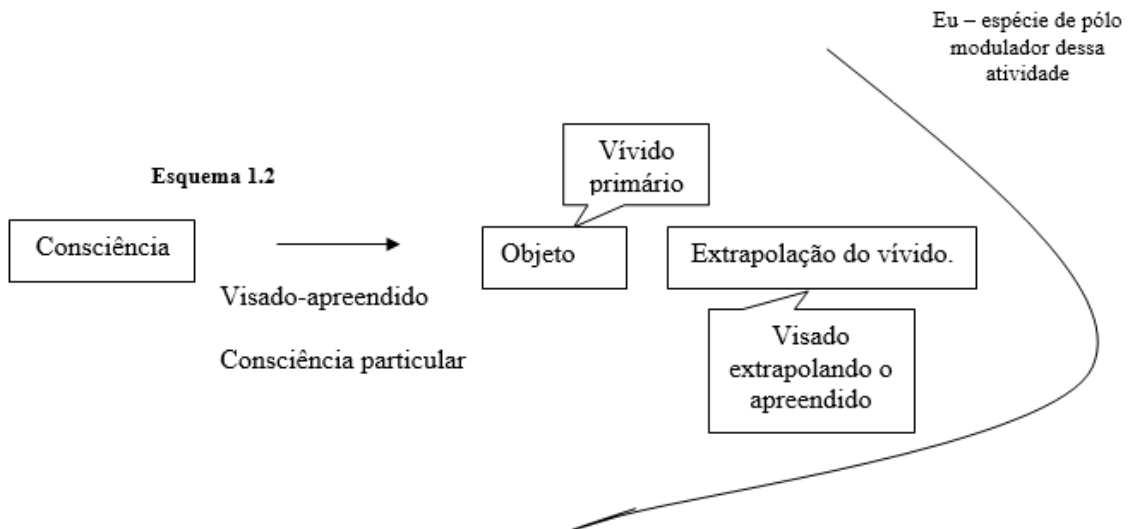 Eu – espécie de pólo
modulador dessa
atividade
Vívido
primário
Esquema 1.2
Consciência
Objeto
Extrapolação do vívido.
Visado-apreendido
Consciência particular
Visado
extrapolando o
apreendido